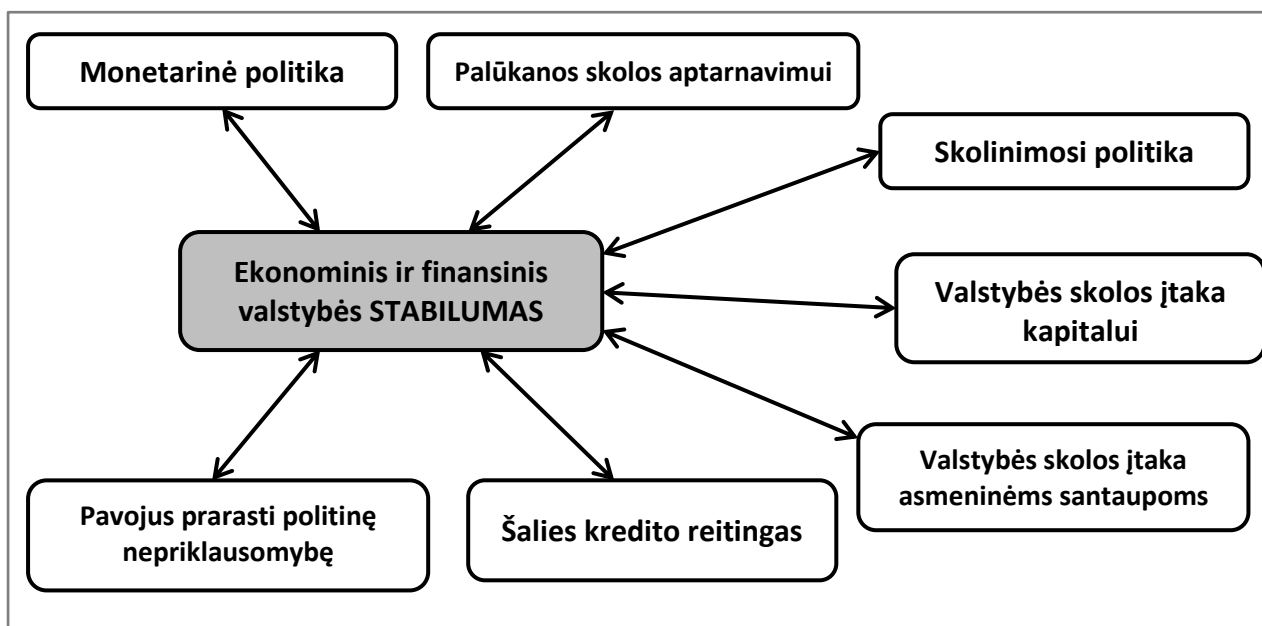 Monetarinė politika
Palūkanos skolos aptarnavimui
Skolinimosi politika
Ekonominis ir finansinis
valstybės STABILUMAS
Valstybės skolos įtaka
kapitalui
Valstybės skolos įtaka
asmeninėms santaupoms
Pavojus prarasti politinę
nepriklausomybę
Šalies kredito reitingas